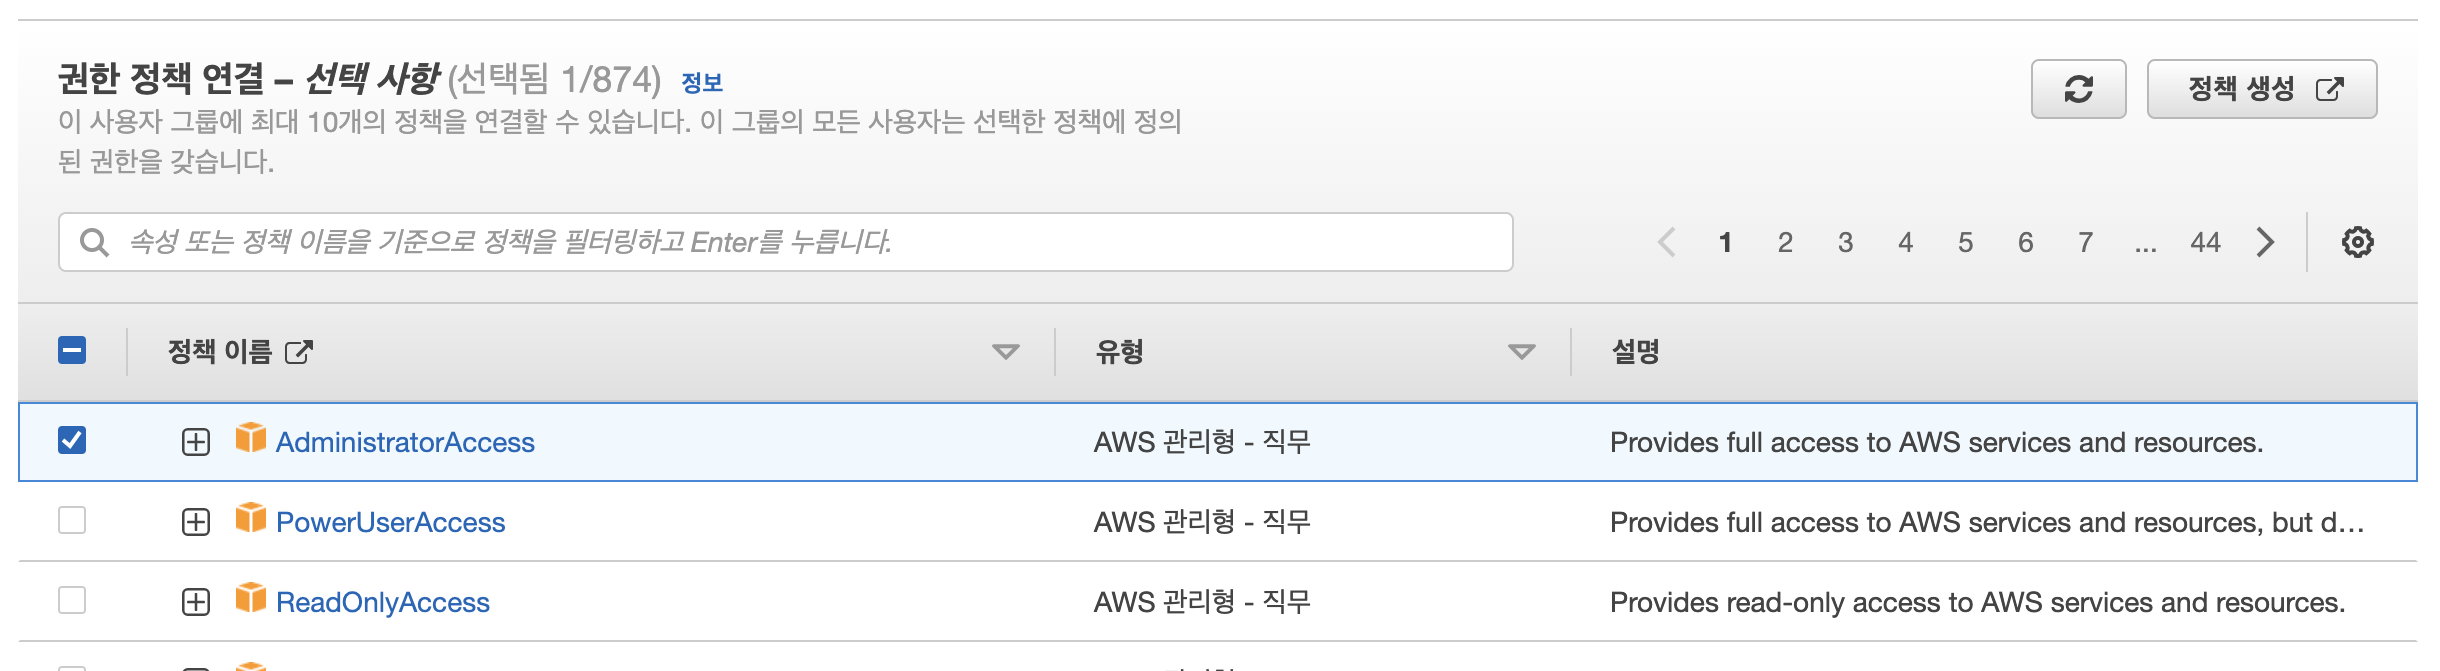 권한 정책 연결 – 선택 사항 (선택됨 1/874) 정보
정책 생성
이 사용자 그룹에 최대 10개의 정책을 연결할 수 있습니다. 이 그룹의 모든 사용자는 선택한 정책에 정의
된 권한을 갖습니다.
속성 또는 정책 이름을 기준으로 정책을 필터링하고 Enter를 누릅니다.
1 2 3 4 5 6 7 ... 44
정책 이름 유형 설명
AdministratorAccess AWS 관리형 - 직무 Provides full access to AWS services and resources.
PowerUserAccess AWS 관리형 - 직무 Provides full access to AWS services and resources, but d...
ReadOnlyAccess AWS 관리형 - 직무 Provides read-only access to AWS services and resources.